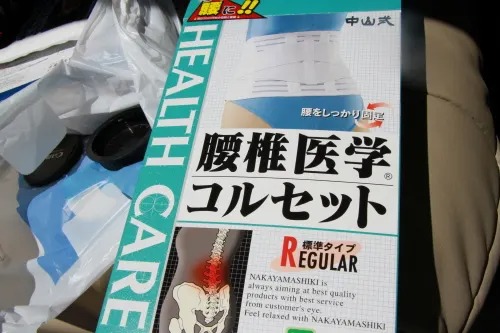 腰に!!
中山式
HEALTH CARE
腰をしっかり固定
腰椎医学®
コルセット
標準タイプ
REGULAR
NAKAYAMASHIKI is
always aiming at best quality
products with best service
from customer's eye.
Feel relaxed with NAKAYAMASHIKI